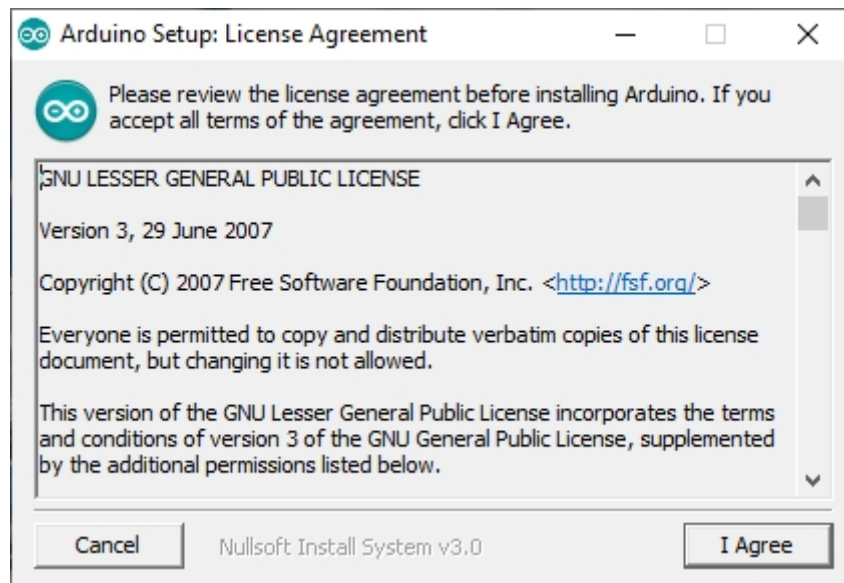 Arduino Setup: License Agreement
Please review the license agreement before installing Arduino. If you
accept all terms of the agreement, click I Agree.
GNU LESSER GENERAL PUBLIC LICENSE
Version 3, 29 June 2007
Copyright (C) 2007 Free Software Foundation, Inc. <http://fsf.org/>
Everyone is permitted to copy and distribute verbatim copies of this license
document, but changing it is not allowed.
This version of the GNU Lesser General Public License incorporates the terms
and conditions of version 3 of the GNU General Public License, supplemented
by the additional permissions listed below.
Cancel
Nullsoft Install System v3.0
I Agree